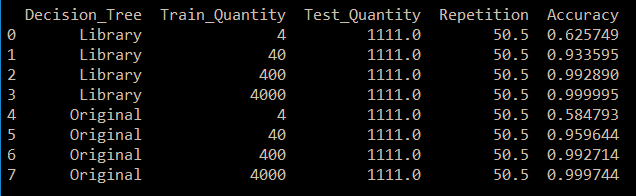 Decision_Tree Train_Quantity Test_Quantity Repetition Accuracy
0 Library 4 1111.0 50.5 0.625749
1 Library 40 1111.0 50.5 0.933595
2 Library 400 1111.0 50.5 0.992890
3 Library 4000 1111.0 50.5 0.999995
4 Original 4 1111.0 50.5 0.584793
5 Original 40 1111.0 50.5 0.959644
6 Original 400 1111.0 50.5 0.992714
7 Original 4000 1111.0 50.5 0.999744